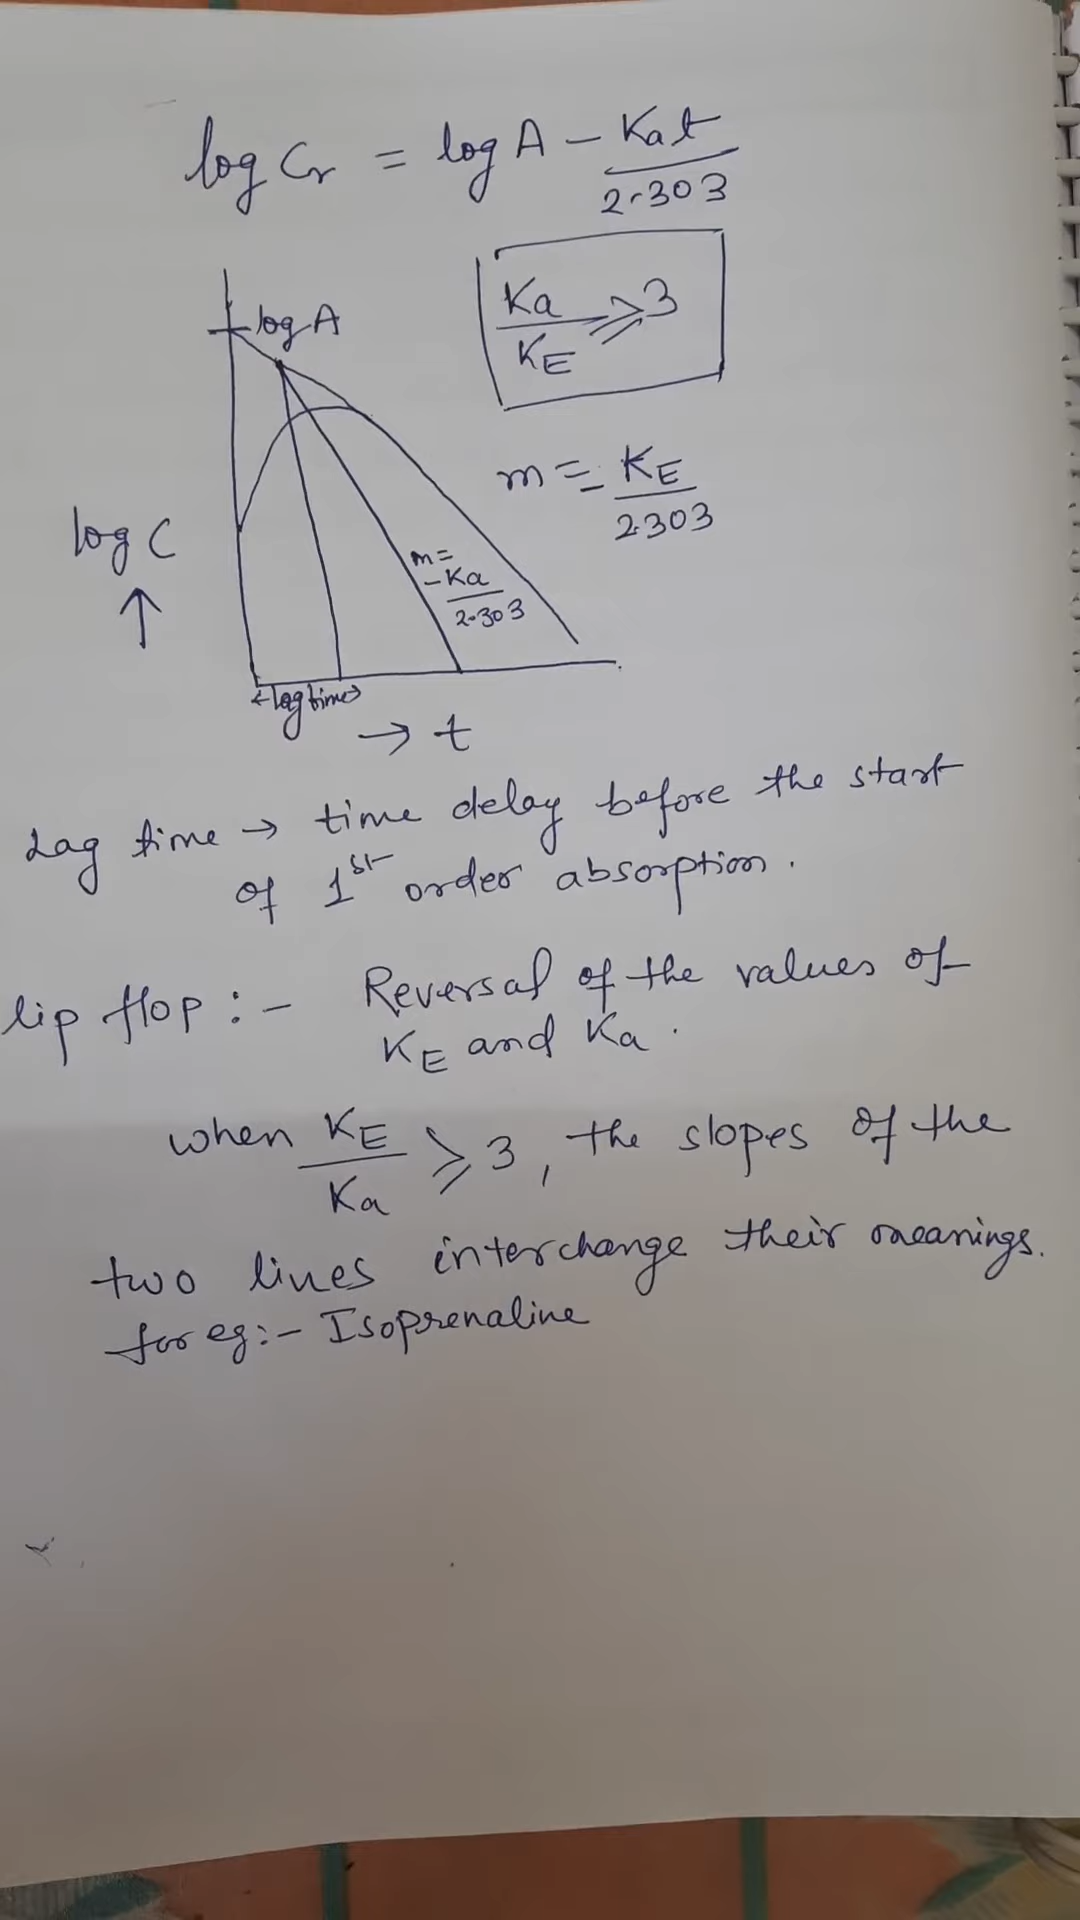 log Cr = log A - Kat / 2.303
Ka / KE ≥ 3
log A
m = KE / 2.303
log C
↑
m = -Ka / 2.303
←lag time→
→ t
Lag time → time delay before the start
of 1st order absorption.
lip flop :- Reversal of the values of
KE and Ka.
when KE / Ka ≥ 3, the slopes of the
two lines interchange their meanings.
for eg:- Isoprenaline